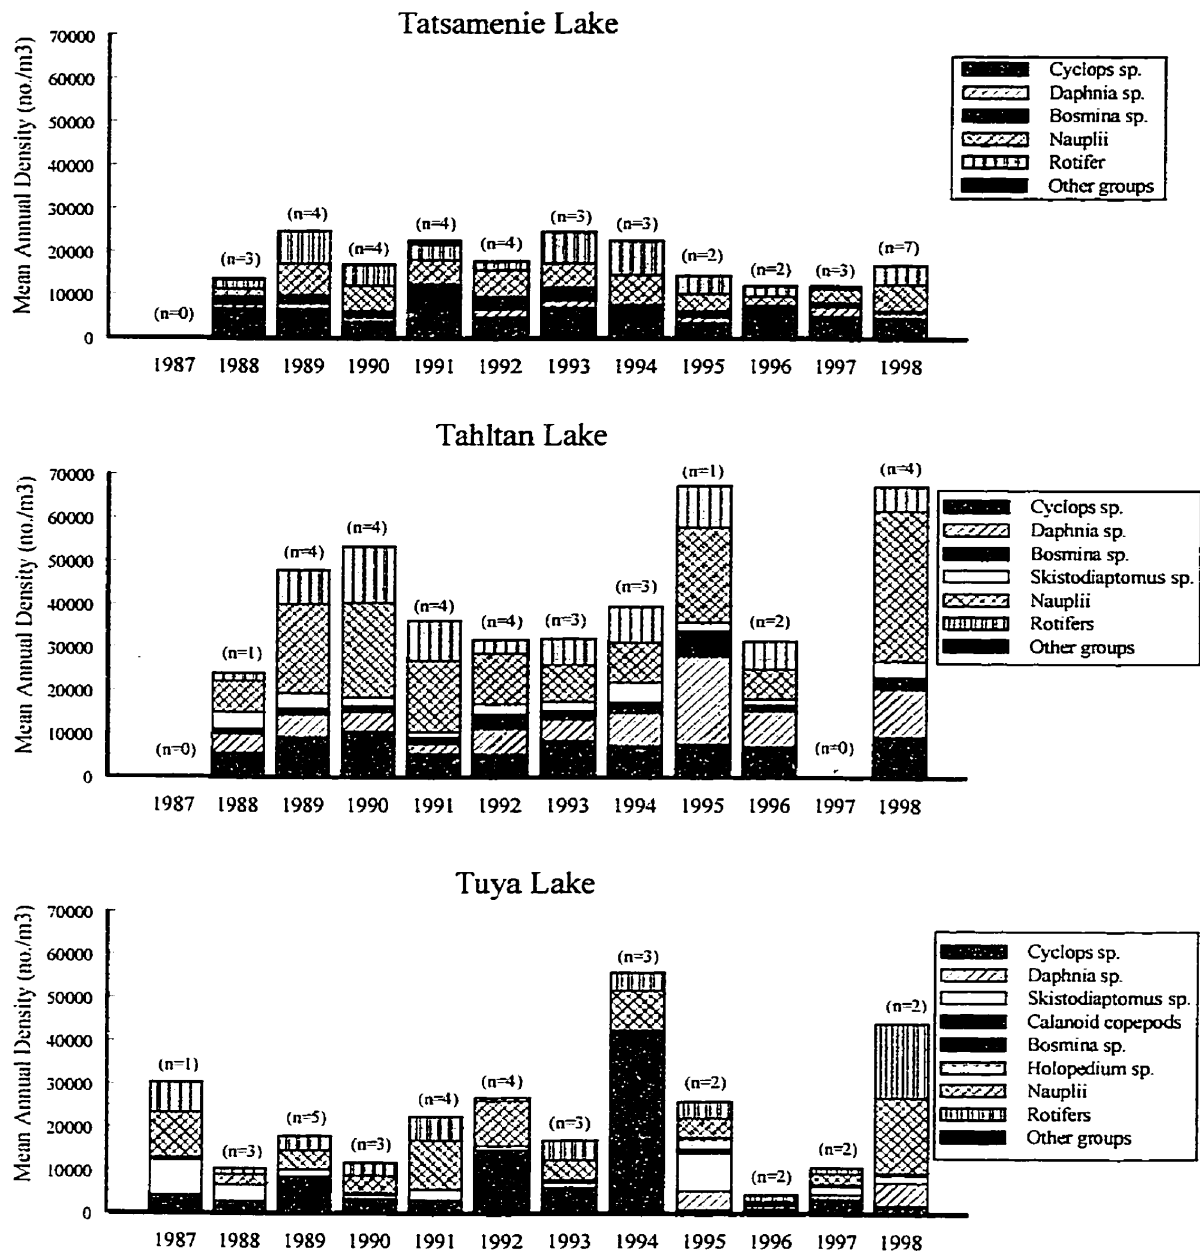 Tatsamenie Lake
Mean Annual Density (no./m3)
70000
60000
50000
40000
30000
20000
10000
0
(n=0)
(n=3)
(n=4)
(n=4)
(n=4)
(n=4)
(n=3)
(n=3)
(n=2)
(n=2)
(n=3)
(n=7)
1987 1988 1989 1990 1991 1992 1993 1994 1995 1996 1997 1998
Cyclops sp.
Daphnia sp.
Bosmina sp.
Nauplii
Rotifer
Other groups
Tahltan Lake
Mean Annual Density (no./m3)
70000
60000
50000
40000
30000
20000
10000
0
(n=0)
(n=1)
(n=4)
(n=4)
(n=4)
(n=4)
(n=3)
(n=3)
(n=1)
(n=2)
(n=0)
(n=4)
1987 1988 1989 1990 1991 1992 1993 1994 1995 1996 1997 1998
Cyclops sp.
Daphnia sp.
Bosmina sp.
Skistodiaptomus sp.
Nauplii
Rotifers
Other groups
Tuya Lake
Mean Annual Density (no./m3)
70000
60000
50000
40000
30000
20000
10000
0
(n=1)
(n=3)
(n=5)
(n=3)
(n=4)
(n=4)
(n=3)
(n=3)
(n=2)
(n=2)
(n=2)
(n=2)
1987 1988 1989 1990 1991 1992 1993 1994 1995 1996 1997 1998
Cyclops sp.
Daphnia sp.
Skistodiaptomus sp.
Calanoid copepods
Bosmina sp.
Holopedium sp.
Nauplii
Rotifers
Other groups